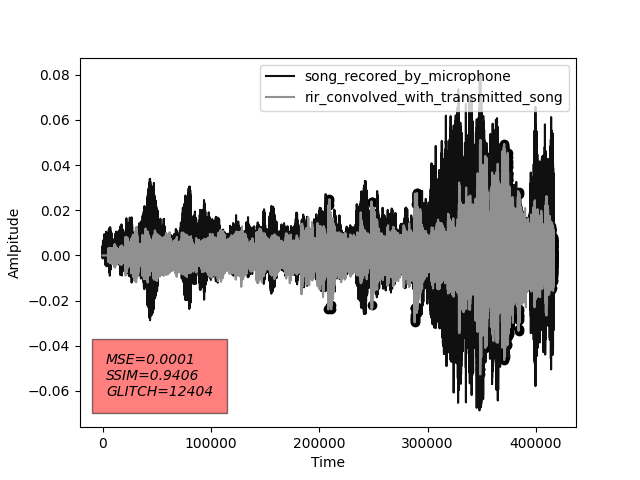 song_recored_by_microphone
rir_convolved_with_transmitted_song
0.08
0.06
0.04
0.02
0.00
−0.02
−0.04
−0.06
Amlpitude
MSE=0.0001
SSIM=0.9406
GLITCH=12404
0 100000 200000 300000 400000
Time